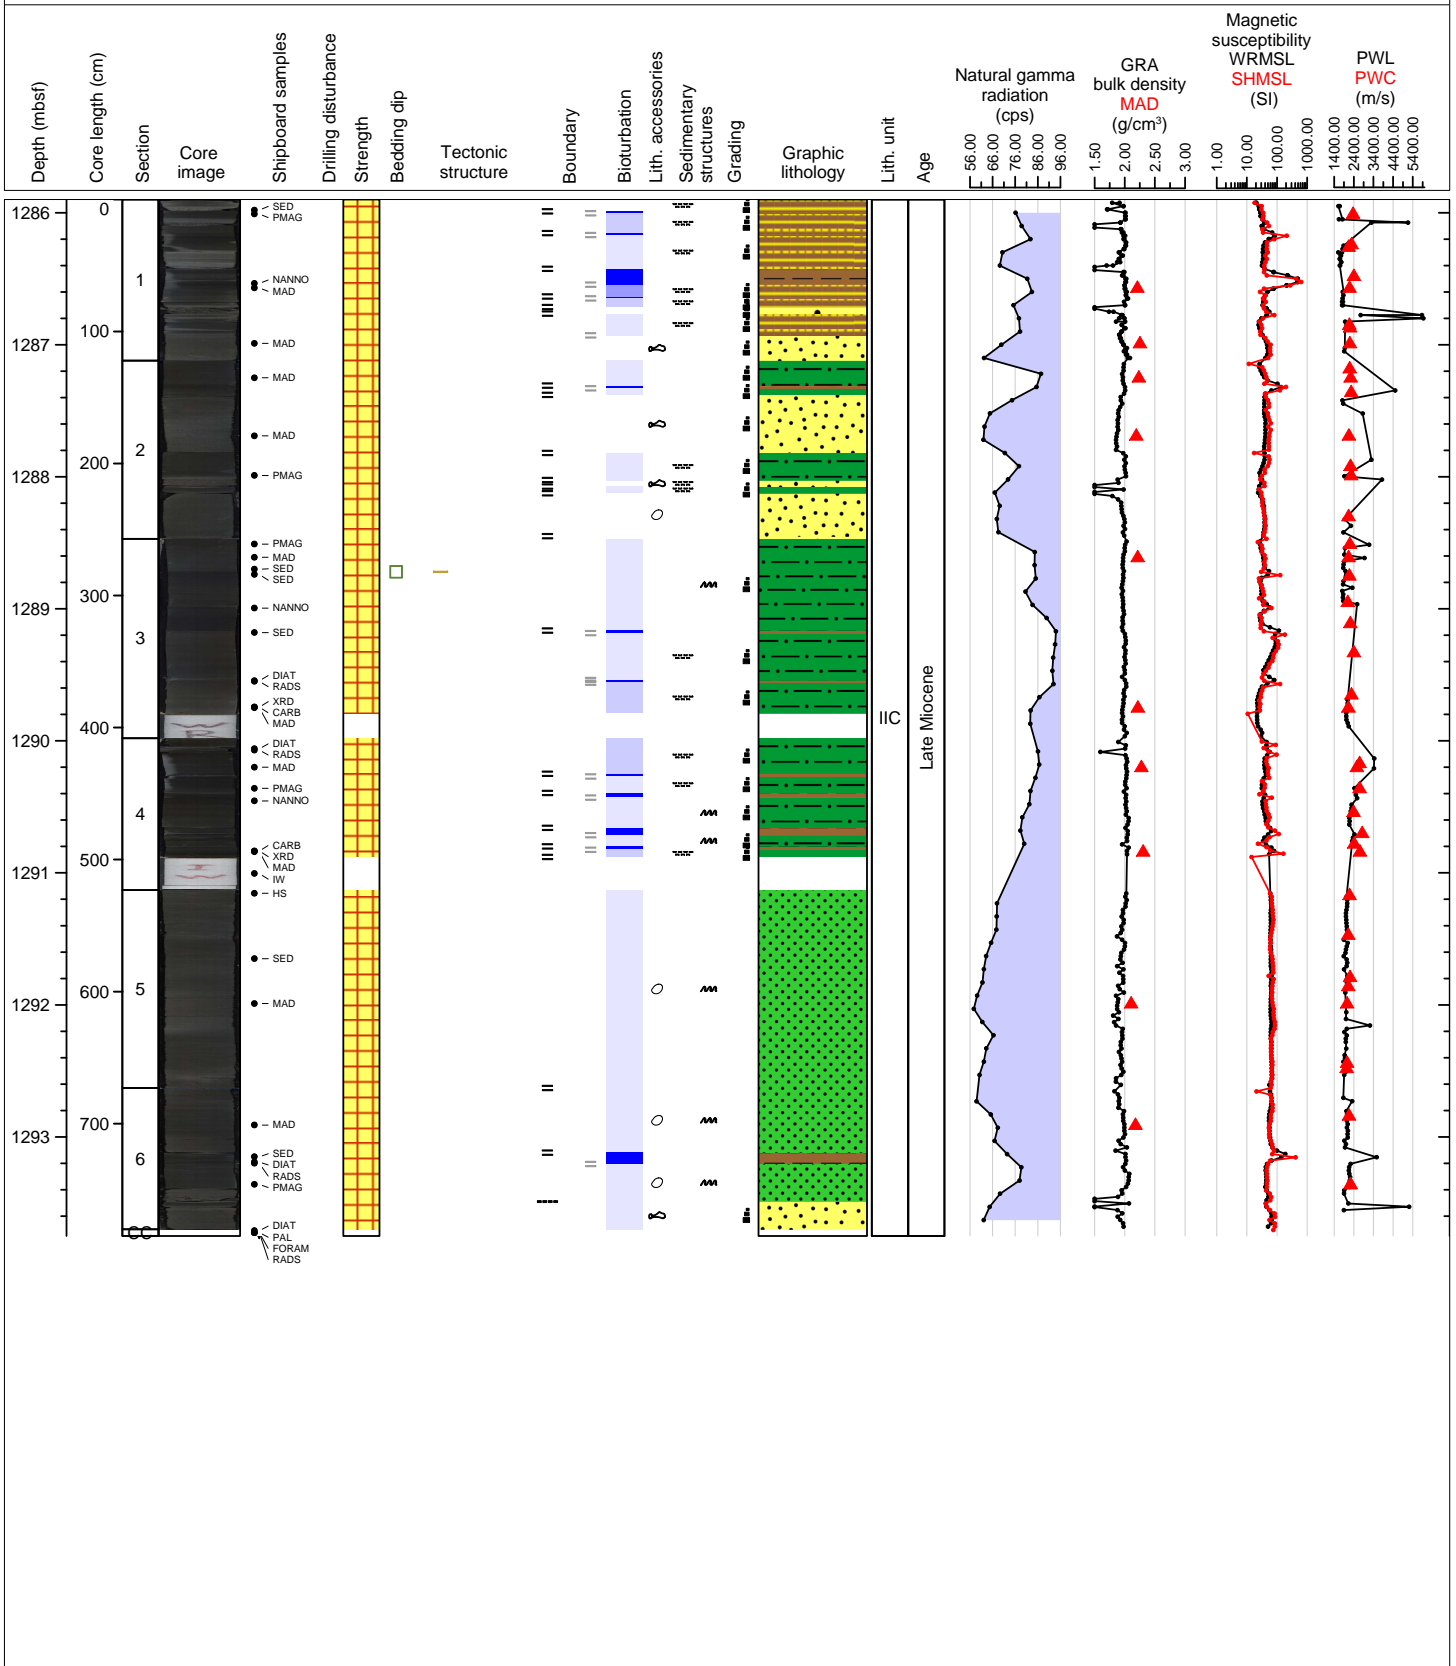 Depth (mbsf)
Core length (cm)
Section
Core
image
Shipboard samples
Drilling disturbance
Strength
Bedding dip
Tectonic
structure
Boundary
Bioturbation
Lith. accessories
Sedimentary
structures
Grading
Graphic
lithology
Lith. unit
Age
Natural gamma
radiation
(cps)
GRA
bulk density
MAD
(g/cm³)
Magnetic
susceptibility
WRMSL
SHMSL
(SI)
PWL
PWC
(m/s)
56.00
66.00
76.00
86.00
96.00
1.50
2.00
2.50
3.00
1.00
10.00
100.00
1000.00
1400.00
2400.00
3400.00
4400.00
5400.00
1286
1287
1288
1289
1290
1291
1292
1293
0
100
200
300
400
500
600
700
1
2
3
4
5
6
CC
SED
PMAG
NANNO
MAD
MAD
MAD
MAD
PMAG
PMAG
MAD
SED
SED
NANNO
SED
DIAT
RADS
XRD
CARB
MAD
DIAT
RADS
MAD
PMAG
NANNO
CARB
XRD
MAD
IW
HS
SED
MAD
MAD
SED
DIAT
RADS
PMAG
DIAT
PAL
FORAM
RADS
IIC
Late Miocene